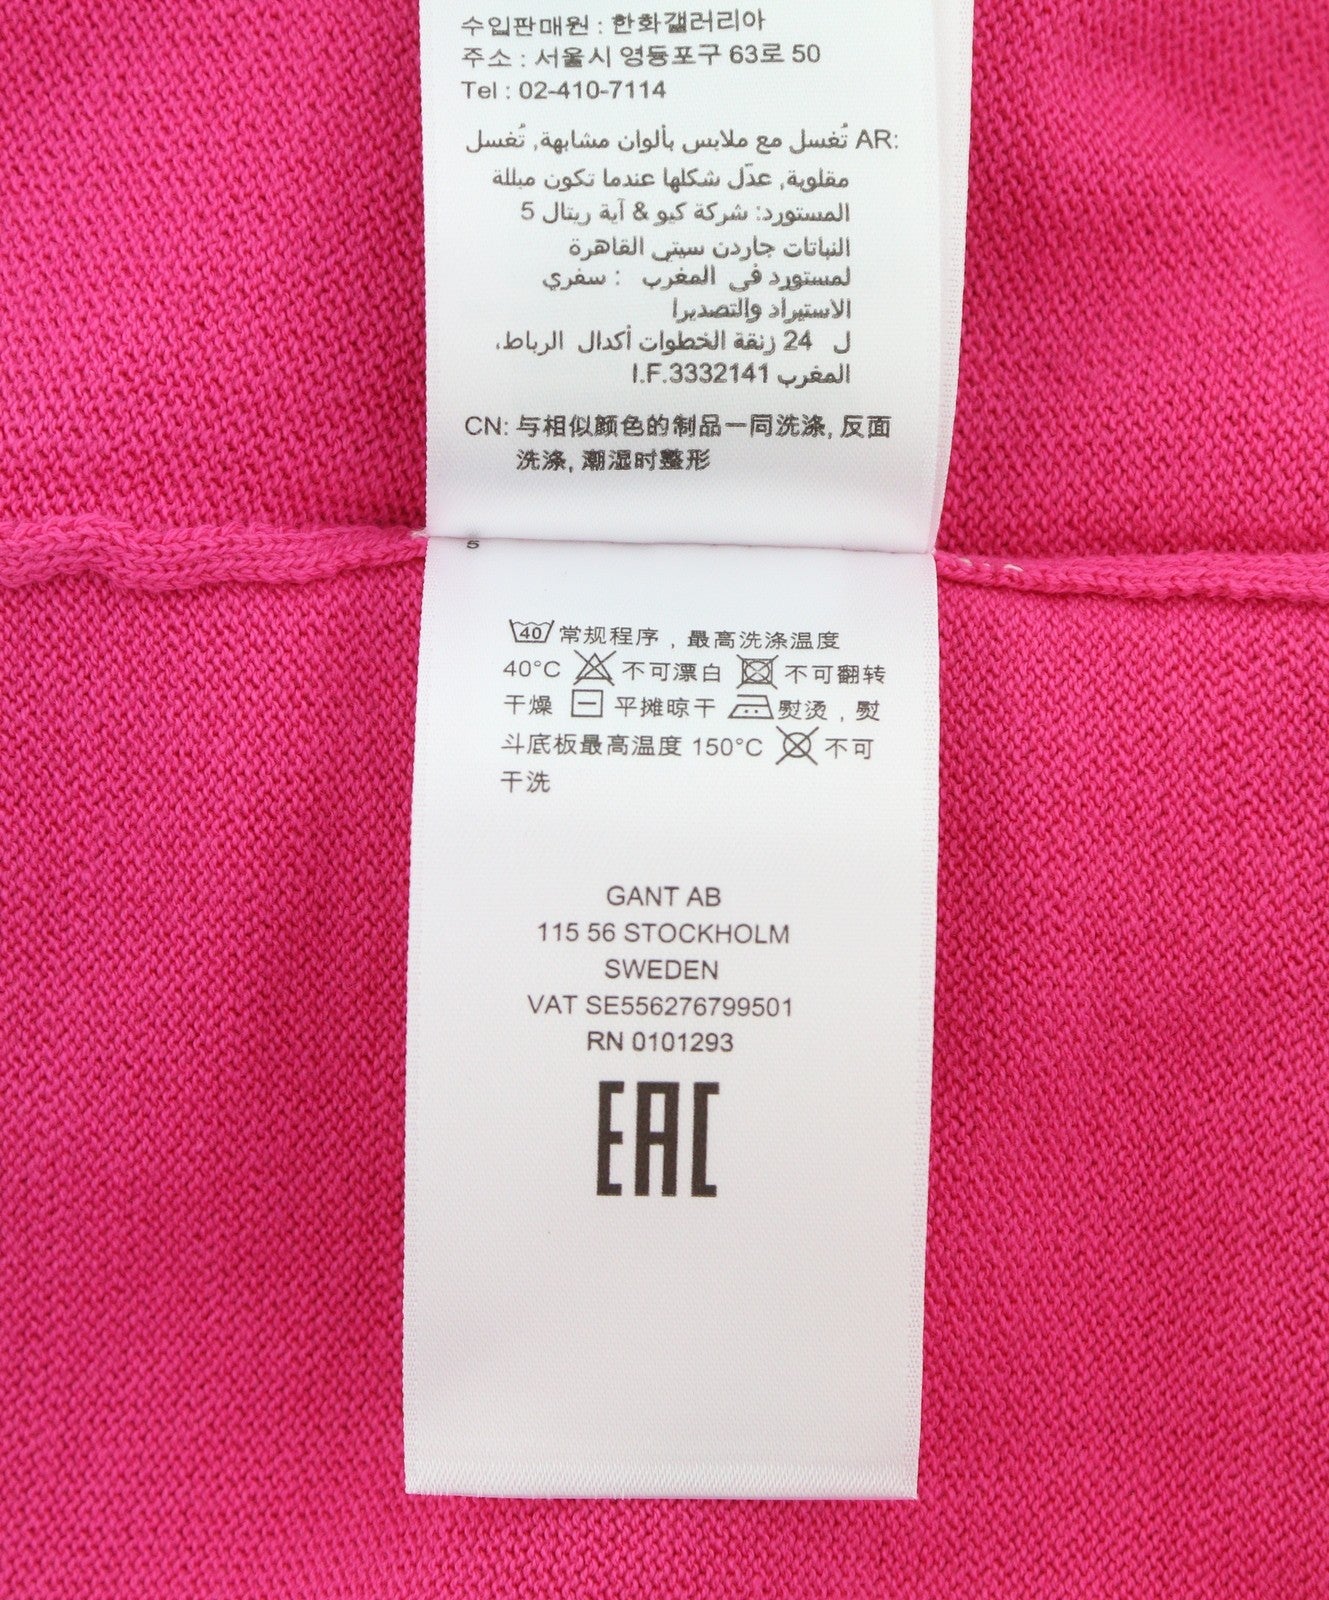 수입판매원 : 한화갤러리아
주소 : 서울시 영등포구 63로 50
Tel : 02-410-7114
AR: تُغسل مع ملابس بألوان مشابهة, تُغسل
مقلوبة, عدّل شكلها عندما تكون مبللة
المستورد: شركة كيو & آية ريتال 5
النباتات جاردن سيتي القاهرة
لمستورد في المغرب : سفري
الاستيراد والتصديرا
ل 24 زنقة الخطوات أكدال الرباط،
المغرب I.F.3332141
CN: 与相似颜色的制品一同洗涤, 反面
洗涤, 潮湿时整形
5
40 常规程序，最高洗涤温度
40°C 不可漂白 不可翻转
干燥 平摊晾干 熨烫，熨
斗底板最高温度 150°C 不可
干洗
GANT AB
115 56 STOCKHOLM
SWEDEN
VAT SE556276799501
RN 0101293
EAC